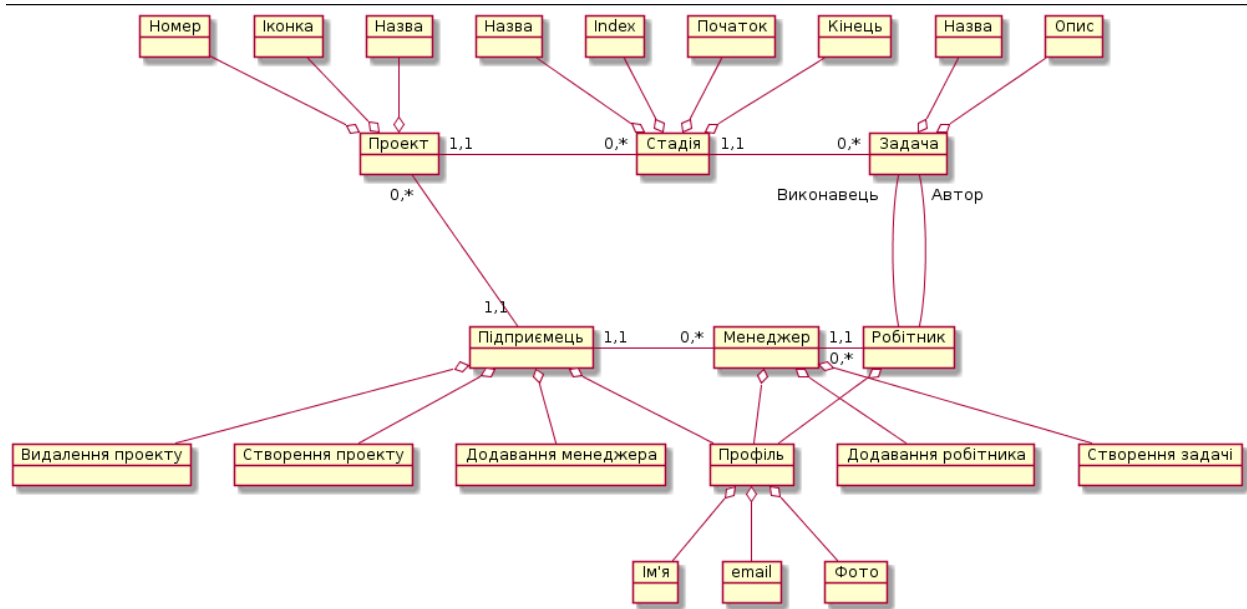 Номер
Іконка
Назва
Назва
Index
Початок
Кінець
Назва
Опис
Проект
1,1
0,*
Стадія
1,1
0,*
Задача
0,*
Виконавець
Автор
1,1
Підприємець
1,1
0,*
Менеджер
1,1
0,*
Робітник
Видалення проекту
Створення проекту
Додавання менеджера
Профіль
Додавання робітника
Створення задачі
Ім'я
email
Фото